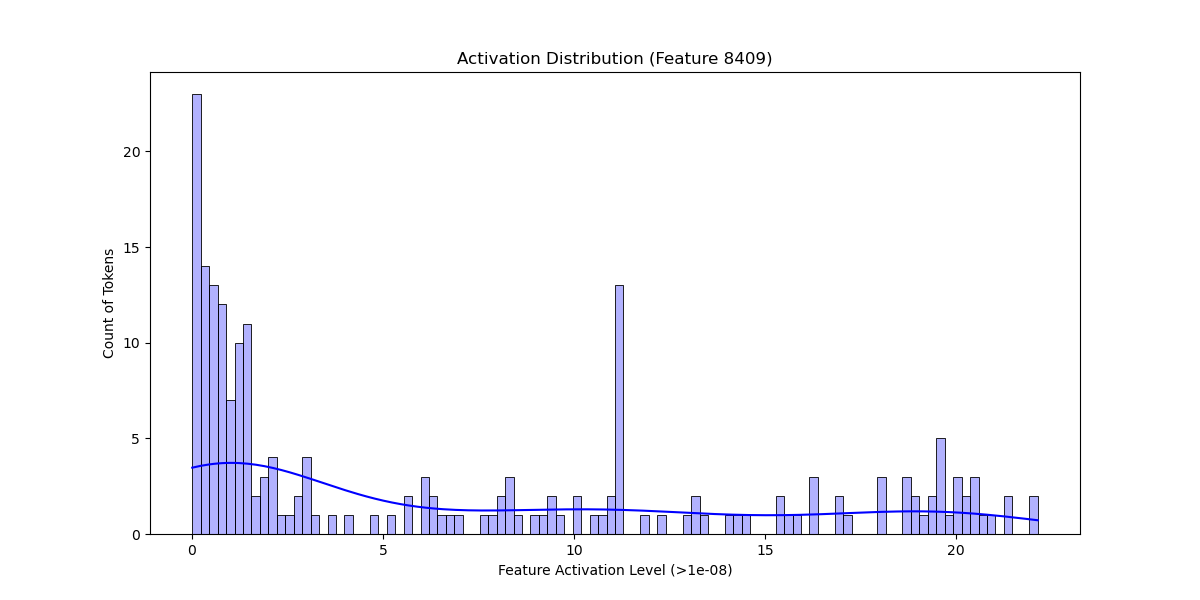 Activation Distribution (Feature 8409)
Count of Tokens
20
15
10
5
0
0 5 10 15 20
Feature Activation Level (>1e-08)